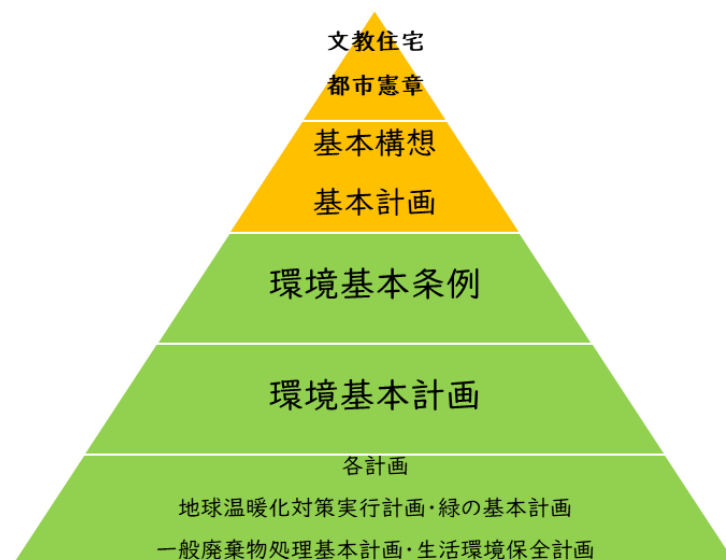 文教住宅
都市憲章
基本構想
基本計画
環境基本条例
環境基本計画
各計画
地球温暖化対策実行計画・緑の基本計画
一般廃棄物処理基本計画・生活環境保全計画